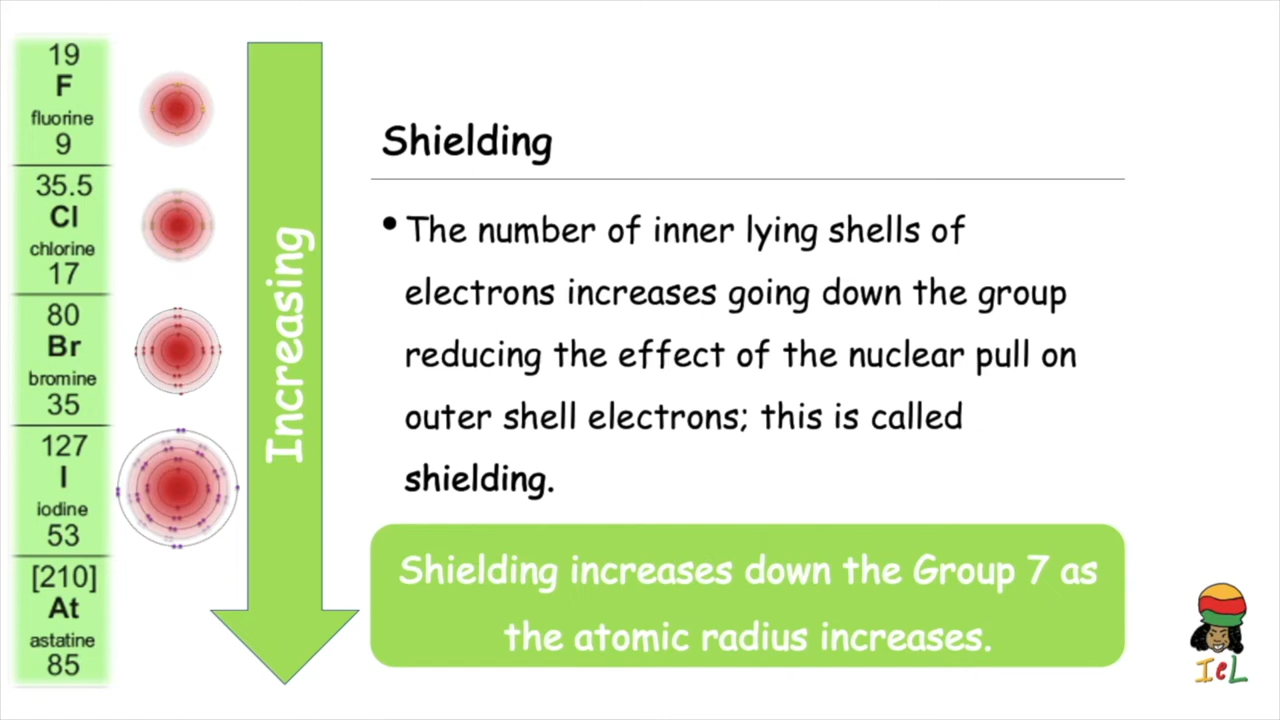 19
F
fluorine
9
35.5
Cl
chlorine
17
80
Br
bromine
35
127
I
iodine
53
[210]
At
astatine
85
Increasing
Shielding
• The number of inner lying shells of
electrons increases going down the group
reducing the effect of the nuclear pull on
outer shell electrons; this is called
shielding.
Shielding increases down the Group 7 as
the atomic radius increases.
IeL